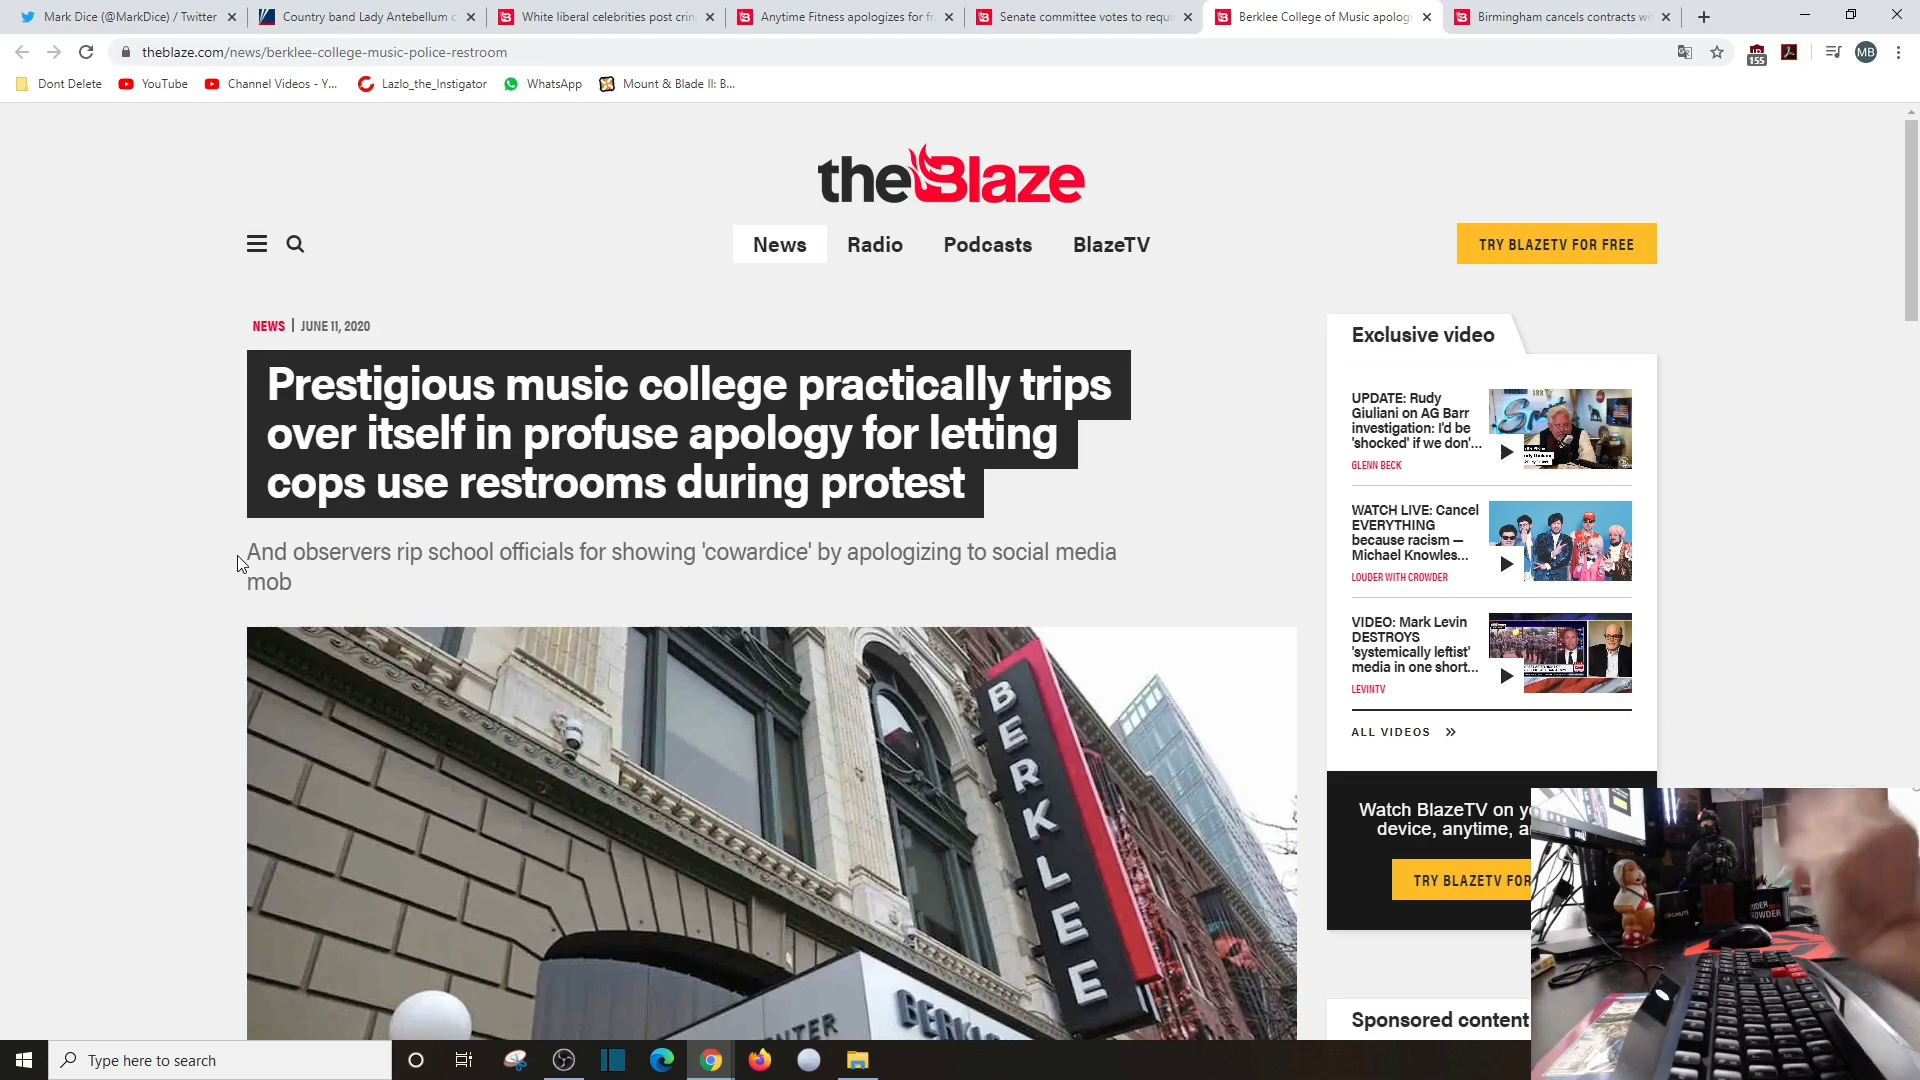 Mark Dice (@MarkDice) / Twitter
Country band Lady Antebellum c
White liberal celebrities post crin
Anytime Fitness apologizes for fr
Senate committee votes to requi
Berklee College of Music apologi
Birmingham cancels contracts wi
theblaze.com/news/berklee-college-music-police-restroom
155
MB
Dont Delete
YouTube
Channel Videos - Y...
Lazlo_the_Instigator
WhatsApp
Mount & Blade II: B...
theBlaze
News
Radio
Podcasts
BlazeTV
TRY BLAZETV FOR FREE
NEWS | JUNE 11, 2020
Prestigious music college practically trips
over itself in profuse apology for letting
cops use restrooms during protest
And observers rip school officials for showing 'cowardice' by apologizing to social media
mob
BERKLEE
Exclusive video
UPDATE: Rudy
Giuliani on AG Barr
investigation: I'd be
'shocked' if we don'...
GLENN BECK
WATCH LIVE: Cancel
EVERYTHING
because racism —
Michael Knowles...
LOUDER WITH CROWDER
VIDEO: Mark Levin
DESTROYS
'systemically leftist'
media in one short...
LEVINTV
ALL VIDEOS
Watch BlazeTV on yo
device, anytime, a
TRY BLAZETV FOR
Sponsored content
Type here to search